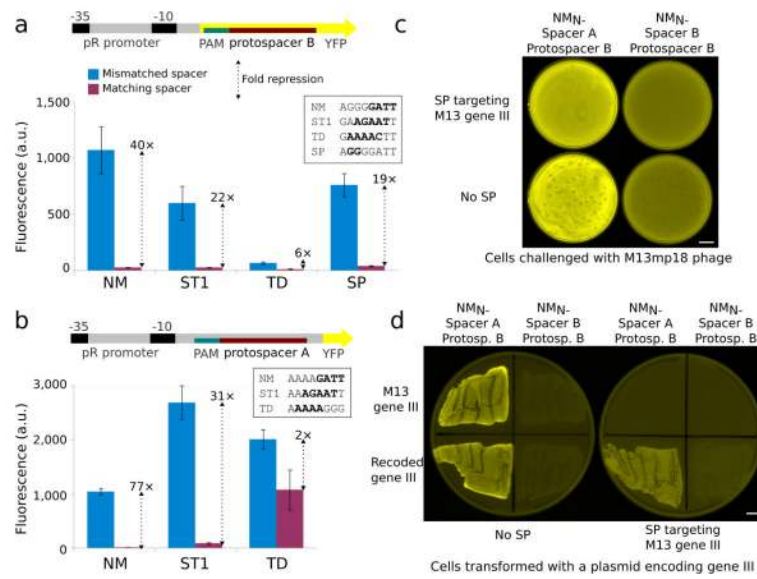 a
-35
-10
pR promoter
PAM
protospacer B
YFP
Mismatched spacer
Matching spacer
Fold repression
Fluorescence (a.u.)
1,500
1,000
500
0
40×
22×
6×
19×
NM AGGGGATT
ST1 GAAGAATT
TD GAAAACTT
SP AGGGGATT
NM
ST1
TD
SP
b
-35
-10
pR promoter
PAM
protospacer A
YFP
Fluorescence (a.u.)
3,000
2,000
1,000
0
77×
31×
2×
NM AAAAGATT
ST1 AAAGAATT
TD AAAAAGGG
NM
ST1
TD
c
NMN-
Spacer A
Protospacer B
NMN-
Spacer B
Protospacer B
SP targeting
M13 gene III
No SP
Cells challenged with M13mp18 phage
d
NMN-
Spacer A
Protosp. B
NMN-
Spacer B
Protosp. B
NMN-
Spacer A
Protosp. B
NMN-
Spacer B
Protosp. B
M13
gene III
Recoded
gene III
No SP
SP targeting
M13 gene III
Cells transformed with a plasmid encoding gene III